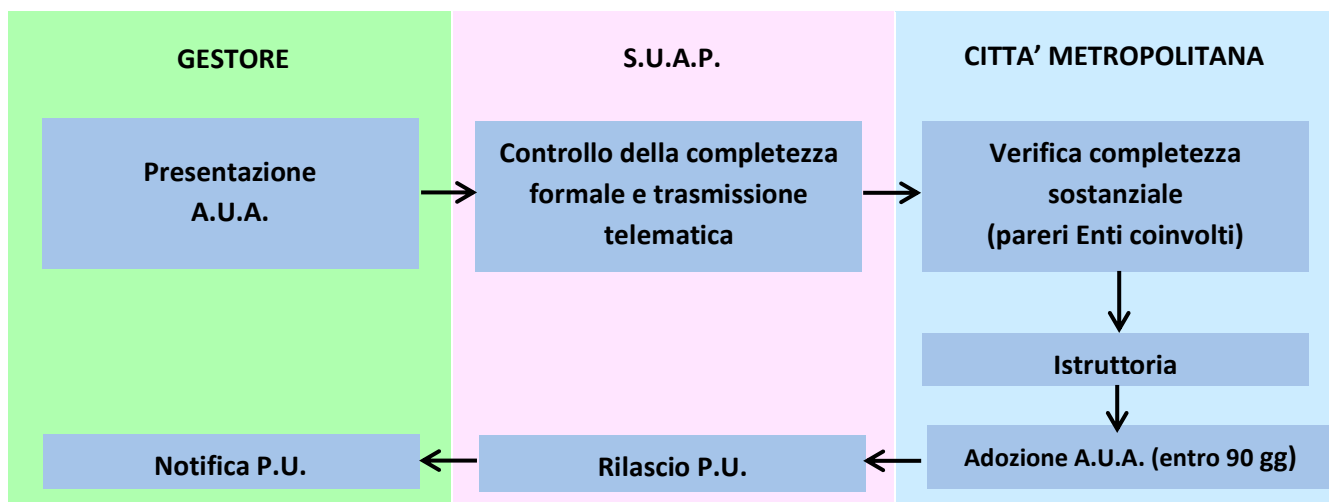 GESTORE
S.U.A.P.
CITTA’ METROPOLITANA
Presentazione
A.U.A.
Controllo della completezza
formale e trasmissione
telematica
Verifica completezza
sostanziale
(pareri Enti coinvolti)
Istruttoria
Notifica P.U.
Rilascio P.U.
Adozione A.U.A. (entro 90 gg)